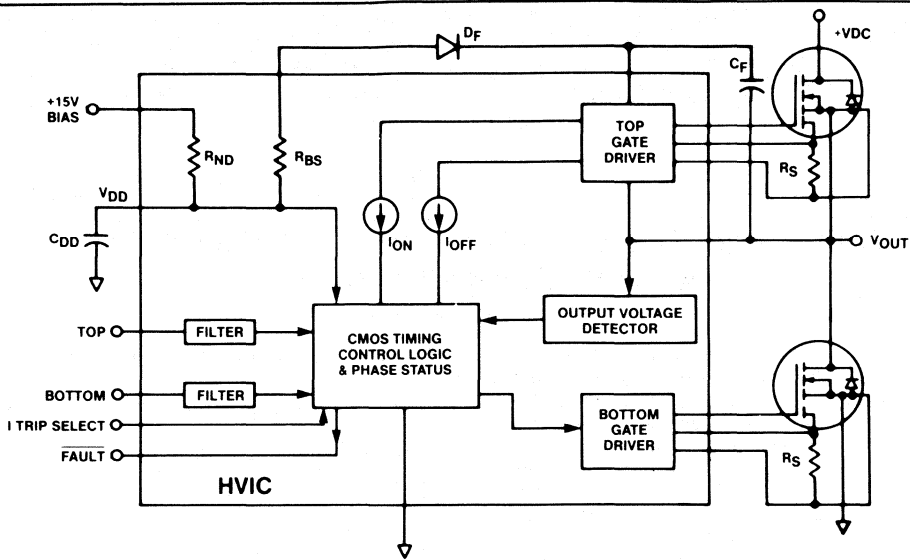 DF
+VDC
CF
+15V
BIAS
RND
RBS
TOP
GATE
DRIVER
RS
VDD
CDD
ION
IOFF
VOUT
OUTPUT VOLTAGE
DETECTOR
TOP
FILTER
CMOS TIMING
CONTROL LOGIC
& PHASE STATUS
BOTTOM
FILTER
I TRIP SELECT
FAULT
BOTTOM
GATE
DRIVER
RS
HVIC